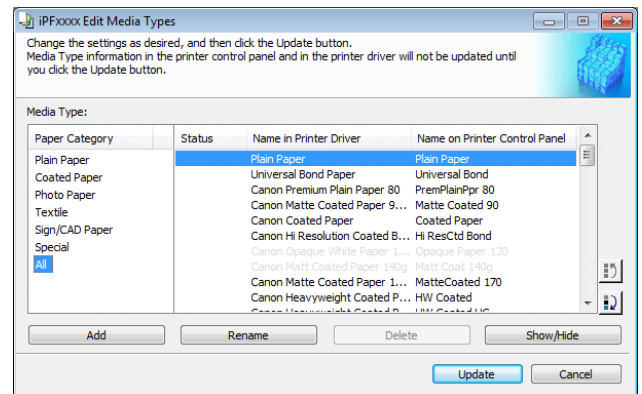 iPFxxxx Edit Media Types
Change the settings as desired, and then click the Update button.
Media Type information in the printer control panel and in the printer driver will not be updated until
you click the Update button.
Media Type:
Paper Category Status Name in Printer Driver Name on Printer Control Panel
Plain Paper Plain Paper Plain Paper
Coated Paper Universal Bond Paper Universal Bond
Photo Paper Canon Premium Plain Paper 80 PremPlainPpr 80
Textile Canon Matte Coated Paper 9... Matte Coated 90
Sign/CAD Paper Canon Coated Paper Coated Paper
Special Canon Hi Resolution Coated B... Hi ResCtd Bond
All Canon Opaque White Paper 1... Opaque Paper 120
Canon Matt Coated Paper 140g Matt Coat 140g
Canon Matte Coated Paper 1... MatteCoated 170
Canon Heavyweight Coated P... HW Coated
Canon Heavyweight Coated P... HW Coated HG
Add Rename Delete Show/Hide
Update Cancel